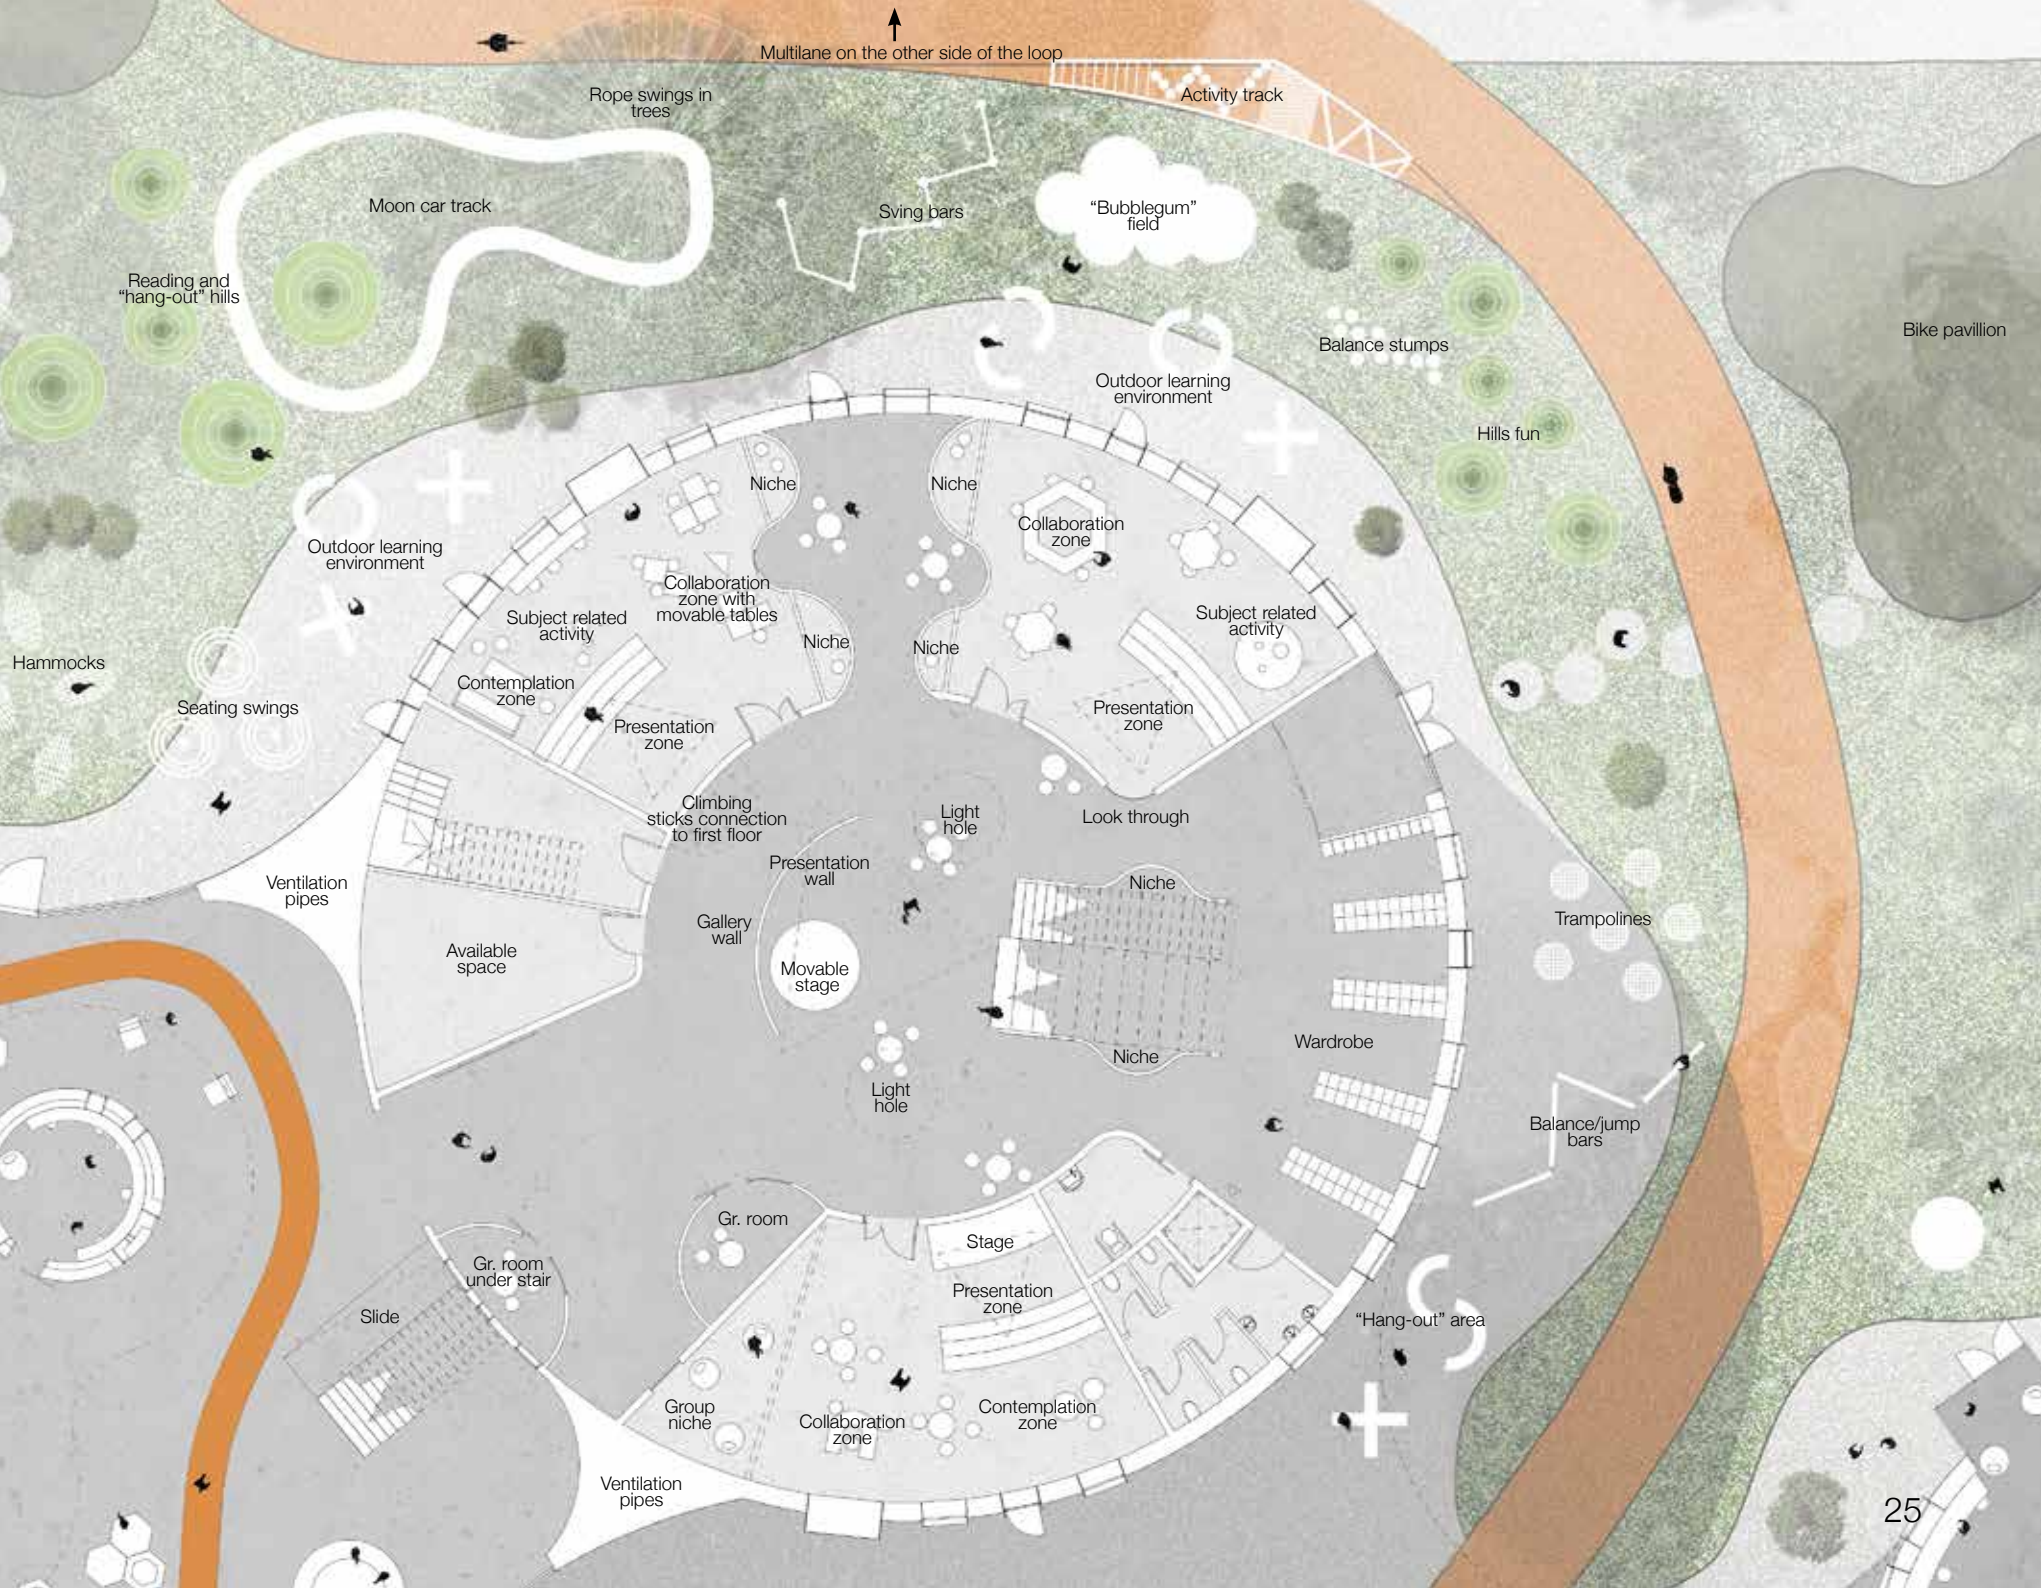 Multilane on the other side of the loop
Rope swings in
trees
Activity track
Moon car track
Sving bars
“Bubblegum”
field
Reading and
“hang-out” hills
Bike pavillion
Balance stumps
Outdoor learning
environment
Hills fun
Niche
Niche
Collaboration
zone
Outdoor learning
environment
Collaboration
zone with
movable tables
Subject related
activity
Subject related
activity
Niche
Niche
Hammocks
Contemplation
zone
Seating swings
Presentation
zone
Presentation
zone
Climbing
sticks connection
to first floor
Light
hole
Look through
Presentation
wall
Ventilation
pipes
Niche
Gallery
wall
Trampolines
Available
space
Movable
stage
Wardrobe
Niche
Light
hole
Balance/jump
bars
Gr. room
Stage
Gr. room
under stair
Presentation
zone
Slide
“Hang-out” area
Group
niche
Collaboration
zone
Contemplation
zone
Ventilation
pipes
25